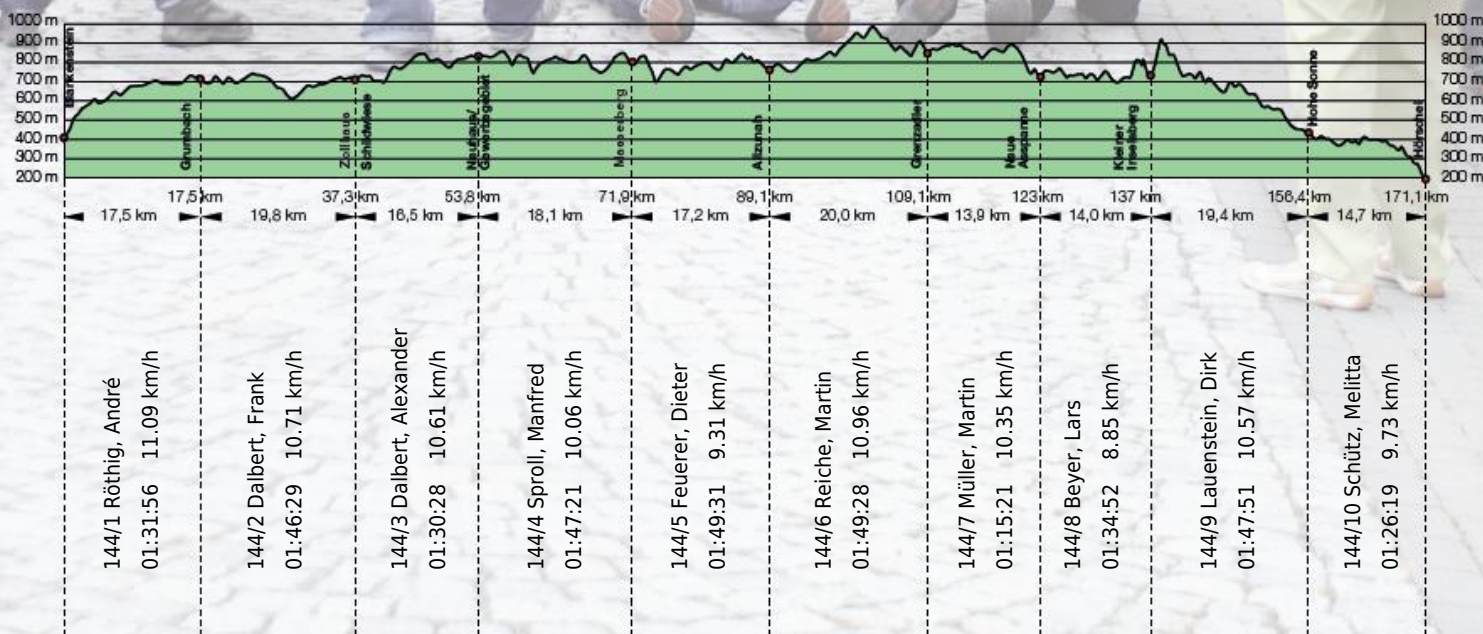 1000 m
900 m
800 m
700 m
600 m
500 m
400 m
300 m
200 m
1000 m
900 m
800 m
700 m
600 m
500 m
400 m
300 m
200 m
Blankenstein
Grumbach
Zollhaus
Schildwiese
Neuhaus/
Masserberg
Allzunah
Grenzadler
Neue
Ausspanne
Kleiner
Inselsberg
Hohe Sonne
Hörschel
17,5 km
37,3 km
53,8 km
71,9 km
89,1 km
109,1 km
123 km
137 km
156,4 km
171,1 km
17,5 km
19,8 km
16,5 km
18,1 km
17,2 km
20,0 km
13,9 km
14,0 km
19,4 km
14,7 km
144/1 Röthig, André
01:31:56 11.09 km/h
144/2 Dalbert, Frank
01:46:29 10.71 km/h
144/3 Dalbert, Alexander
01:30:28 10.61 km/h
144/4 Sproll, Manfred
01:47:21 10.06 km/h
144/5 Feuerer, Dieter
01:49:31 9.31 km/h
144/6 Reiche, Martin
01:49:28 10.96 km/h
144/7 Müller, Martin
01:15:21 10.35 km/h
144/8 Beyer, Lars
01:34:52 8.85 km/h
144/9 Lauenstein, Dirk
01:47:51 10.57 km/h
144/10 Schütz, Melitta
01:26:19 9.73 km/h